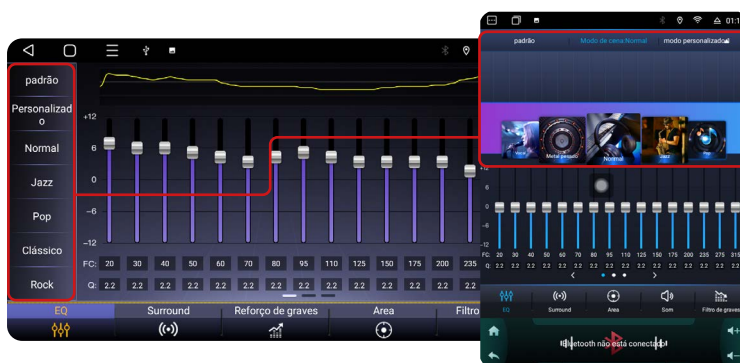 padrão
Personalizad
o
Normal
Jazz
Pop
Clássico
Rock
+12
6
0
-6
-12
FC: 20 30 40 50 60 70 80 95 110 125 150 175 200 235
Q: 2.2 2.2 2.2 2.2 2.2 2.2 2.2 2.2 2.2 2.2 2.2 2.2 2.2 2.2
EQ Surround Reforço de graves Area Filtro
01:1
padrão Modo de cena:Normal modo personalizado
Metal pesado Normal Jazz
6
0
-6
-12
FC: 20 30 40 50 60 70 80 95 110 125 150 175 200 235 275 315
Q: 2.2 2.2 2.2 2.2 2.2 2.2 2.2 2.2 2.2 2.2 2.2 2.2 2.2 2.2 2.2 2.2
EQ Surround Area Som Filtro de graves
Bluetooth não está conectado!